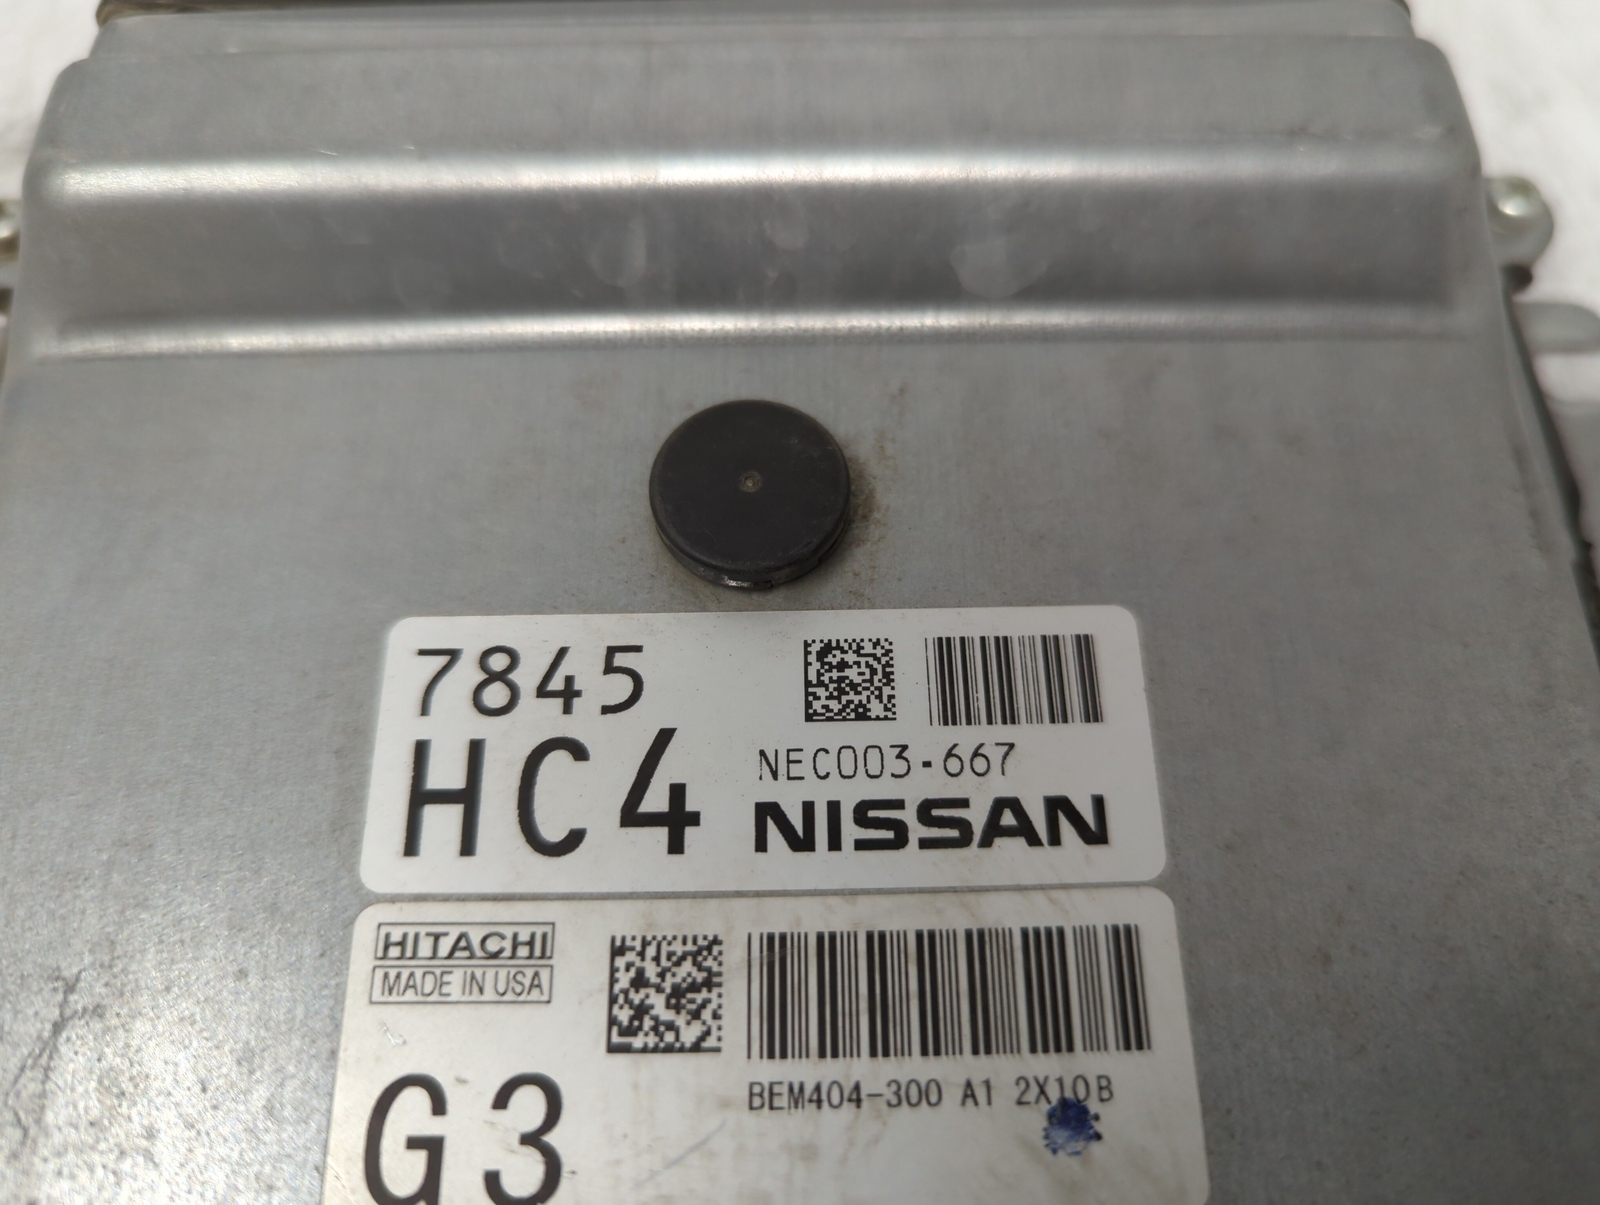 7845
HC4
NEC003-667
NISSAN
HITACHI
MADE IN USA
G3
BEM404-300 A1 2X10B